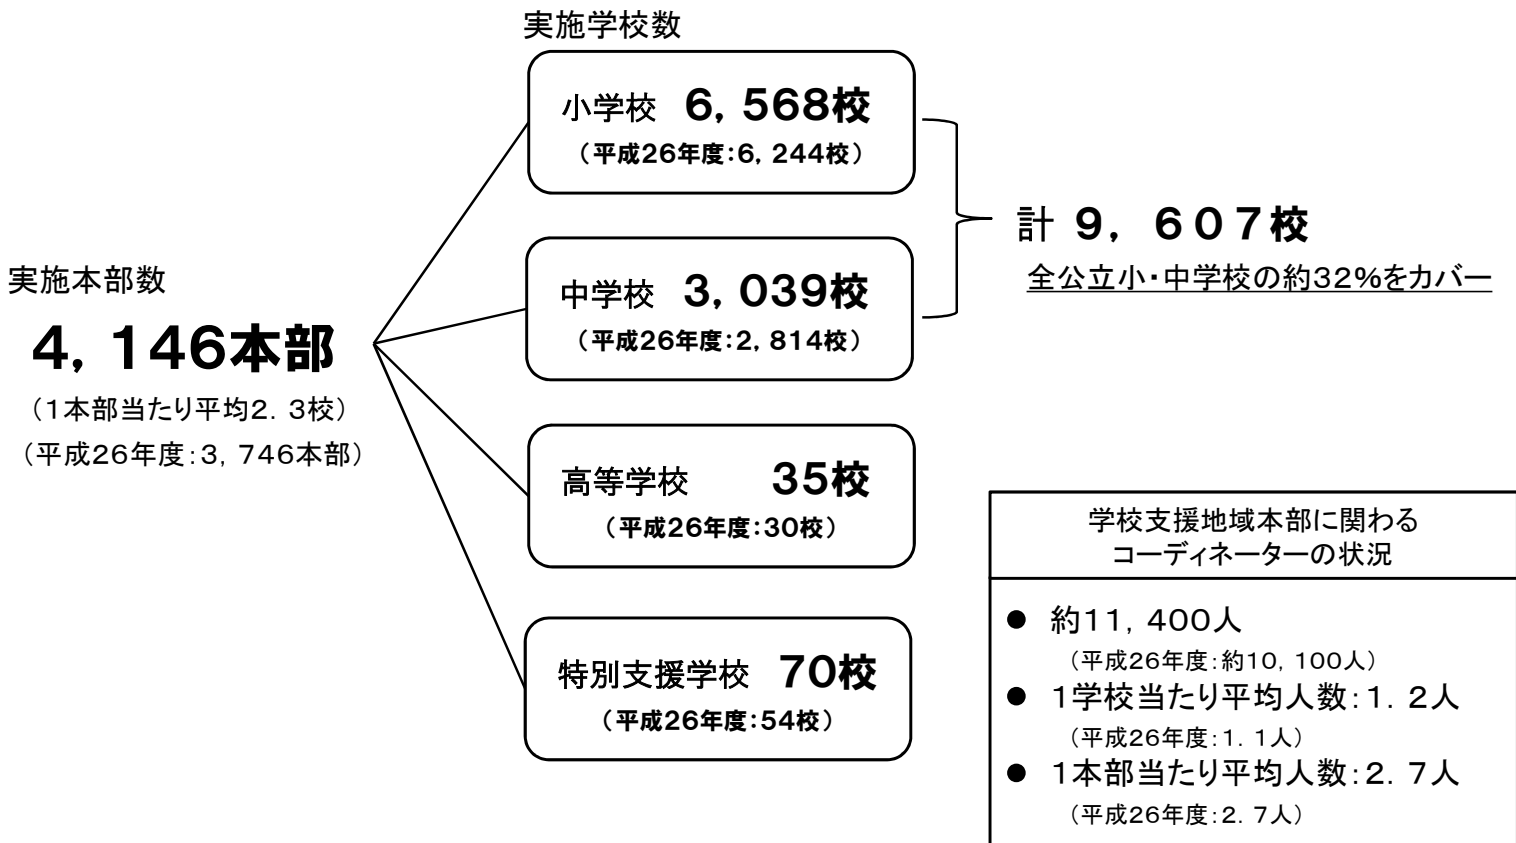 実施学校数
小学校 6，568校
（平成26年度：6，244校）
中学校 3，039校
（平成26年度：2，814校）
高等学校 35校
（平成26年度：30校）
特別支援学校 70校
（平成26年度：54校）
計 9，607校
全公立小・中学校の約32％をカバー
実施本部数
4，146本部
（1本部当たり平均2．3校）
（平成26年度：3，746本部）
学校支援地域本部に関わる
コーディネーターの状況
● 約11，400人
（平成26年度：約10，100人）
● 1学校当たり平均人数：1．2人
（平成26年度：1．1人）
● 1本部当たり平均人数：2．7人
（平成26年度：2．7人）